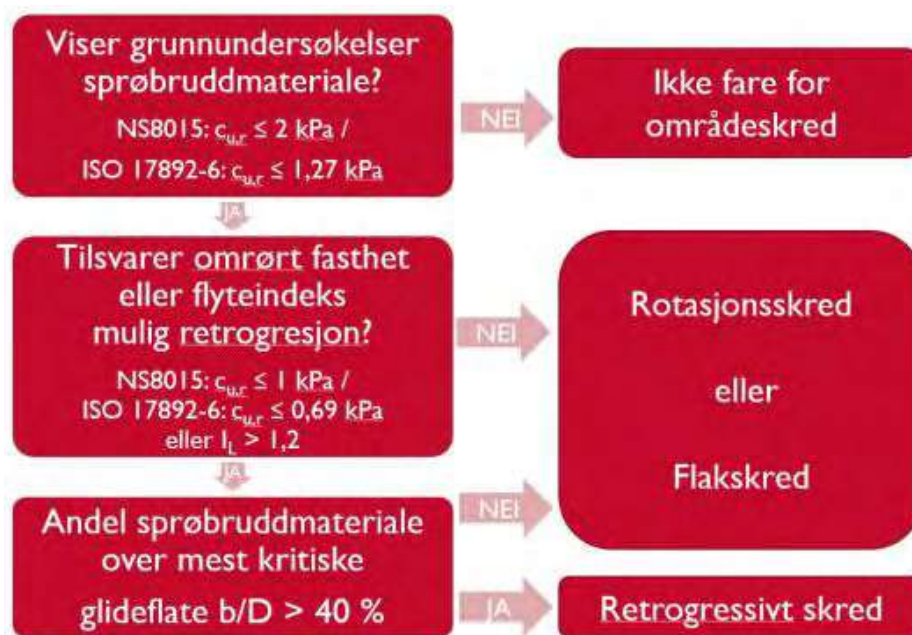 Viser grunnundersøkelser
sprøbruddmateriale?
NS8015: cu,r ≤ 2 kPa /
ISO 17892-6: cu,r ≤ 1,27 kPa
NEI
Ikke fare for
områdeskred
JA
Tilsvarer omrørt fasthet
eller flyteindeks
mulig retrogresjon?
NS8015: cu,r ≤ 1 kPa /
ISO 17892-6: cu,r ≤ 0,69 kPa
eller IL > 1,2
NEI
Rotasjonsskred
eller
Flakskred
JA
Andel sprøbruddmateriale
over mest kritiske
glideflate b/D > 40 %
NEI
JA
Retrogressivt skred